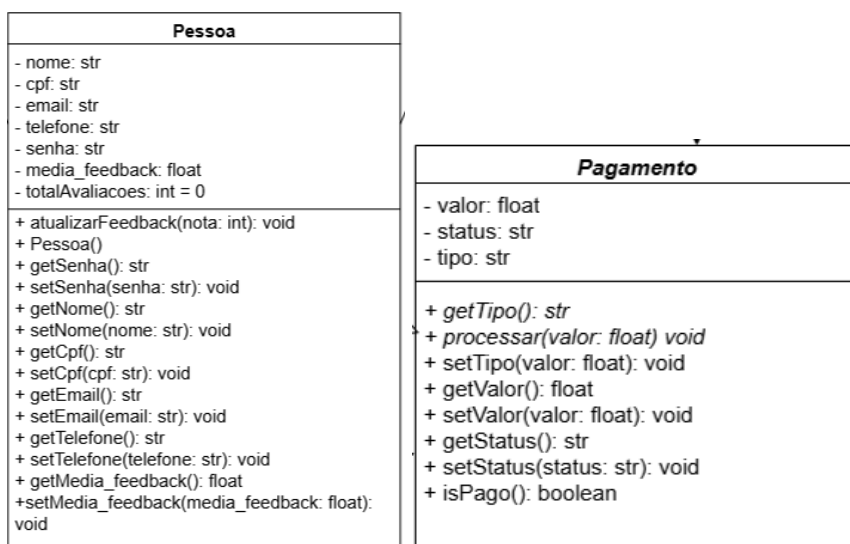 Pessoa
- nome: str
- cpf: str
- email: str
- telefone: str
- senha: str
- media_feedback: float
- totalAvaliacoes: int = 0
+ atualizarFeedback(nota: int): void
+ Pessoa()
+ getSenha(): str
+ setSenha(senha: str): void
+ getNome(): str
+ setNome(nome: str): void
+ getCpf(): str
+ setCpf(cpf: str): void
+ getEmail(): str
+ setEmail(email: str): void
+ getTelefone(): str
+ setTelefone(telefone: str): void
+ getMedia_feedback(): float
+setMedia_feedback(media_feedback: float):
void
Pagamento
- valor: float
- status: str
- tipo: str
+ getTipo(): str
+ processar(valor: float) void
+ setTipo(valor: float): void
+ getValor(): float
+ setValor(valor: float): void
+ getStatus(): str
+ setStatus(status: str): void
+ isPago(): boolean